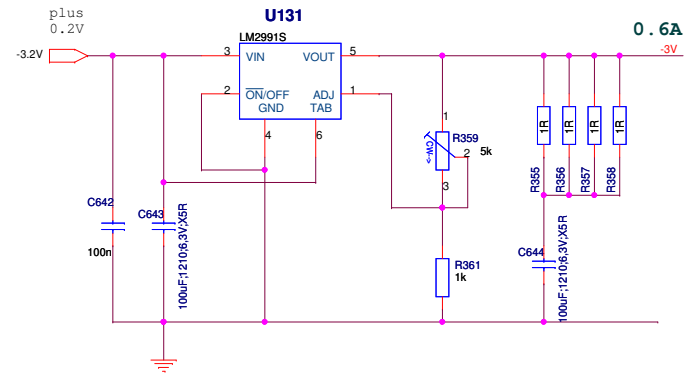 plus
0.2V
U131
0.6A
LM2991S
-3.2V
3
VIN
VOUT
5
-3V
2
ON/OFF
ADJ
1
GND
TAB
4
6
1
R359
CW->
2
5k
3
1R
1R
1R
1R
R355
R356
R357
R358
C642
100n
C643
100uF;1210;6,3V;X5R
R361
1k
C644
100uF;1210;6,3V;X5R